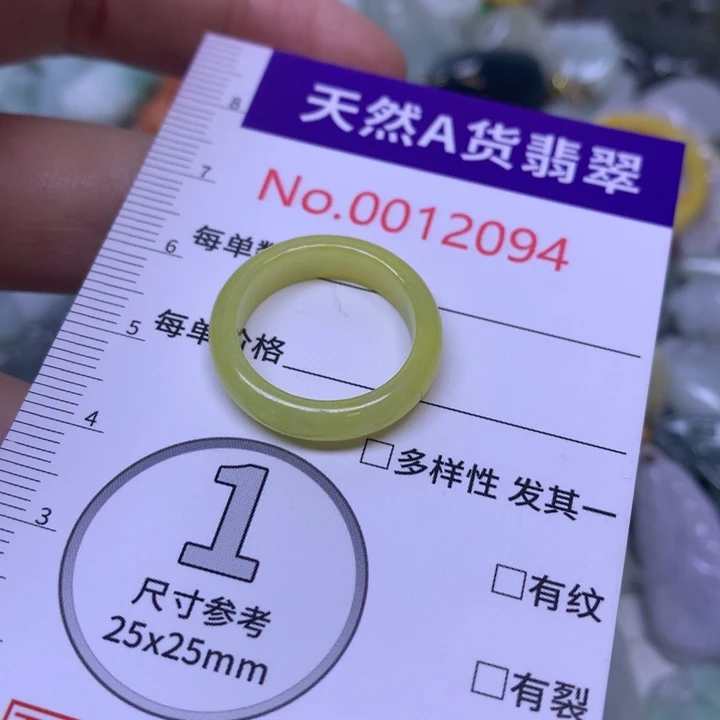 天然A货翡翠
No.0012094
8
7
6
5
4
3
每单
每单价格
□多样性 发其一
□有纹
□有裂
1
尺寸参考
25x25mm